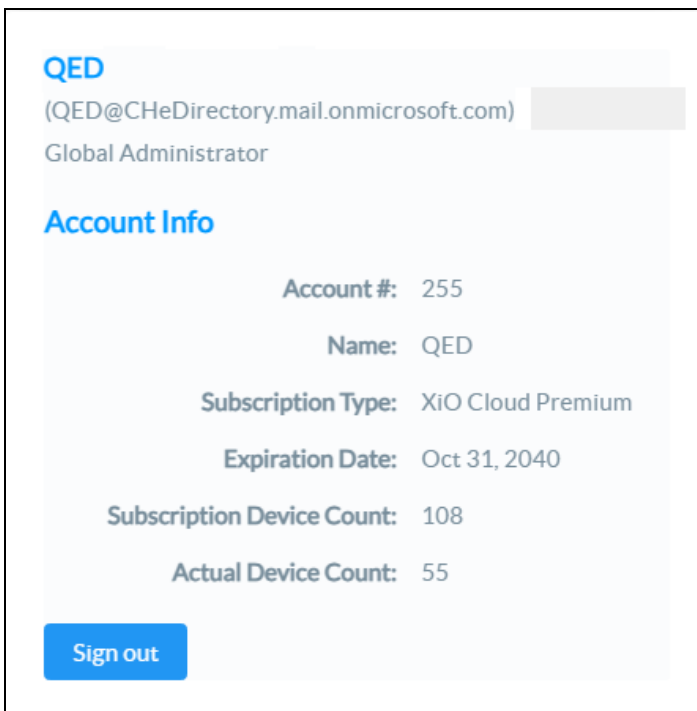 QED
(QED@CHeDirectory.mail.onmicrosoft.com)
Global Administrator
Account Info
Account #: 255
Name: QED
Subscription Type: XiO Cloud Premium
Expiration Date: Oct 31, 2040
Subscription Device Count: 108
Actual Device Count: 55
Sign out